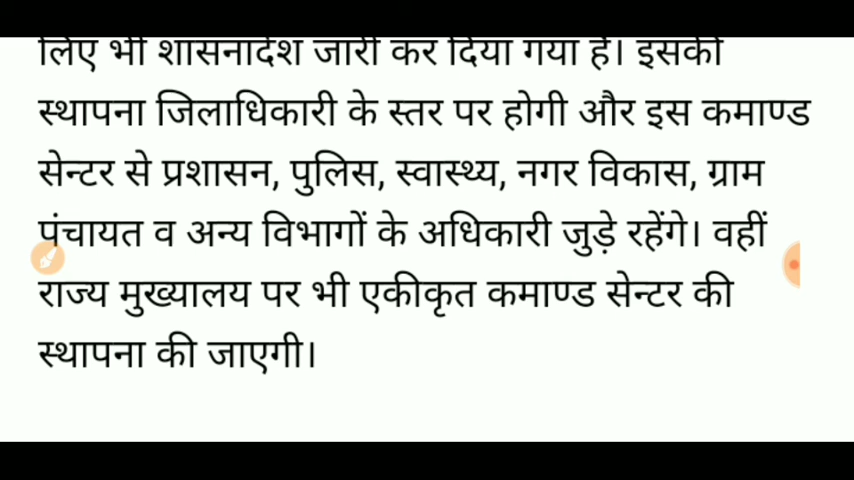 लिए भी शासनादेश जारी कर दिया गया है। इसकी
स्थापना जिलाधिकारी के स्तर पर होगी और इस कमाण्ड
सेन्टर से प्रशासन, पुलिस, स्वास्थ्य, नगर विकास, ग्राम
पंचायत व अन्य विभागों के अधिकारी जुड़े रहेंगे। वहीं
राज्य मुख्यालय पर भी एकीकृत कमाण्ड सेन्टर की
स्थापना की जाएगी।